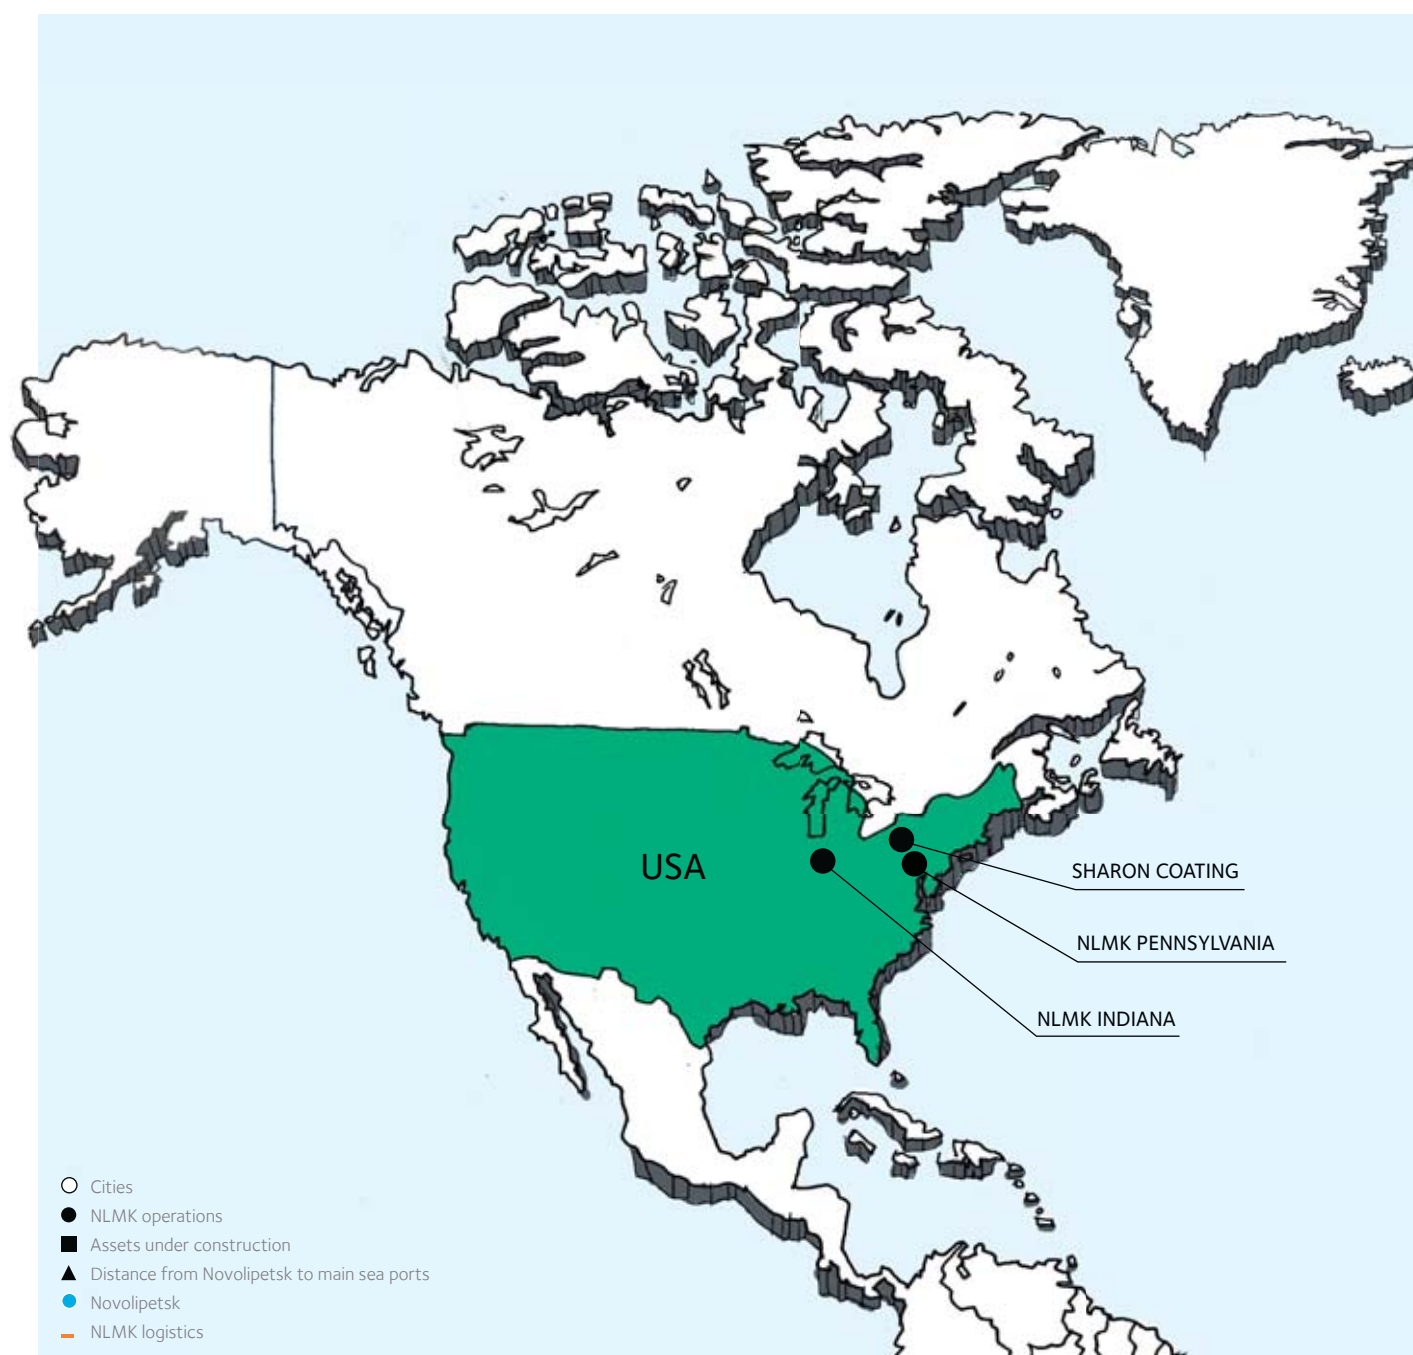 USA
SHARON COATING
NLMK PENNSYLVANIA
NLMK INDIANA
Cities
NLMK operations
Assets under construction
Distance from Novolipetsk to main sea ports
Novolipetsk
NLMK logistics